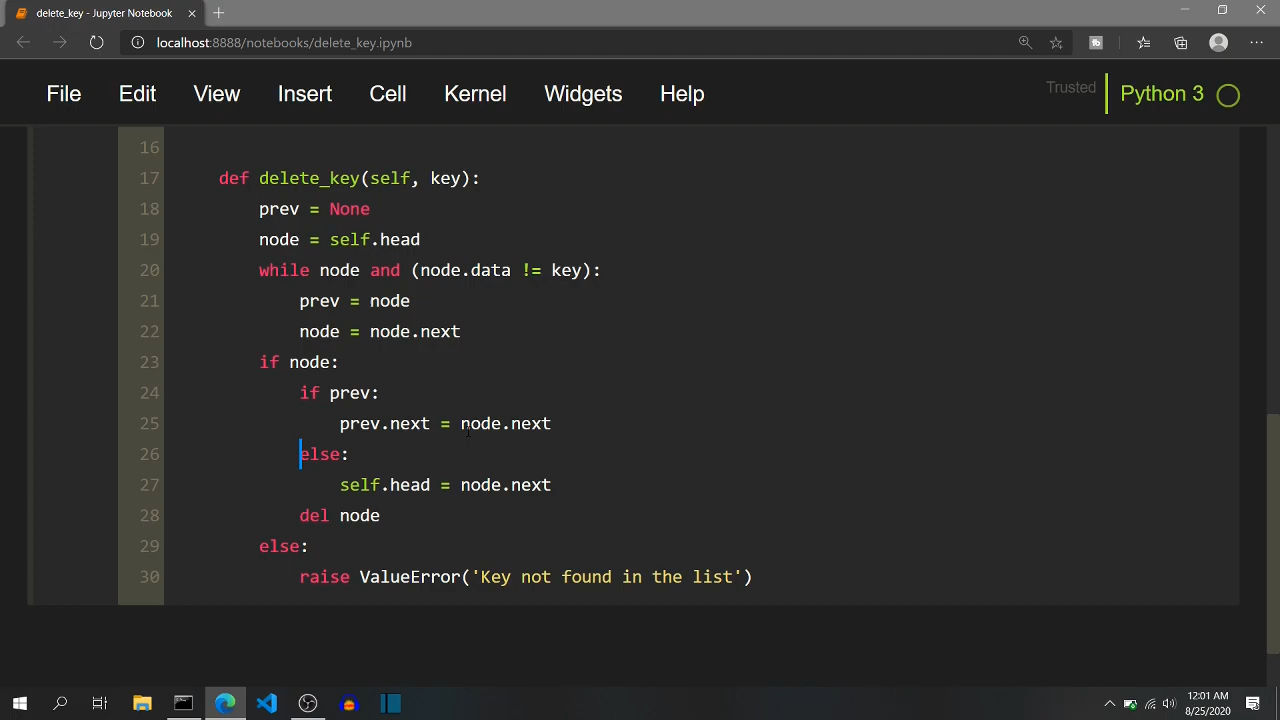 delete_key - Jupyter Notebook
localhost:8888/notebooks/delete_key.ipynb
File Edit View Insert Cell Kernel Widgets Help Trusted Python 3
16
17 def delete_key(self, key):
18 prev = None
19 node = self.head
20 while node and (node.data != key):
21 prev = node
22 node = node.next
23 if node:
24 if prev:
25 prev.next = node.next
26 else:
27 self.head = node.next
28 del node
29 else:
30 raise ValueError('Key not found in the list')
12:01 AM
8/25/2020